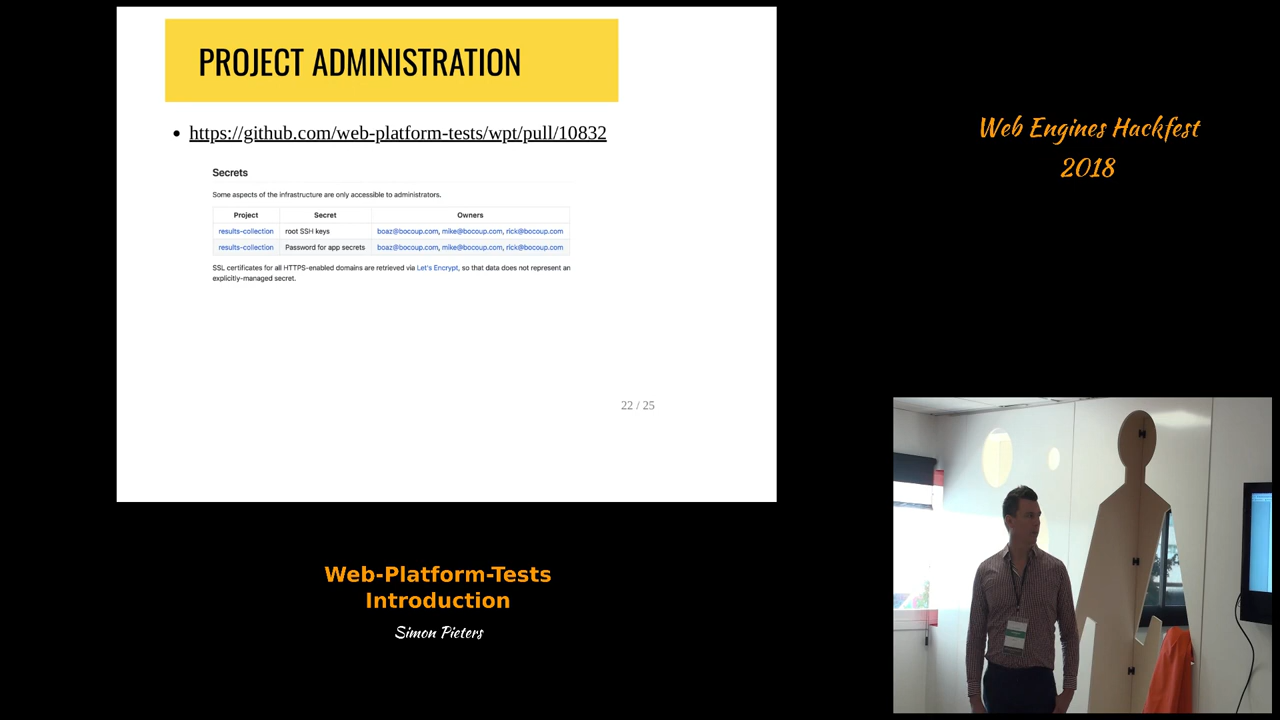 PROJECT ADMINISTRATION
• https://github.com/web-platform-tests/wpt/pull/10832
Secrets
Some aspects of the infrastructure are only accessible to administrators.
Project Secret Owners
results-collection root SSH keys boaz@bocoup.com, mike@bocoup.com, rick@bocoup.com
results-collection Password for app secrets boaz@bocoup.com, mike@bocoup.com, rick@bocoup.com
SSL certificates for all HTTPS-enabled domains are retrieved via Let's Encrypt, so that data does not represent an
explicitly-managed secret.
22 / 25
Web Engines Hackfest
2018
Web-Platform-Tests
Introduction
Simon Pieters